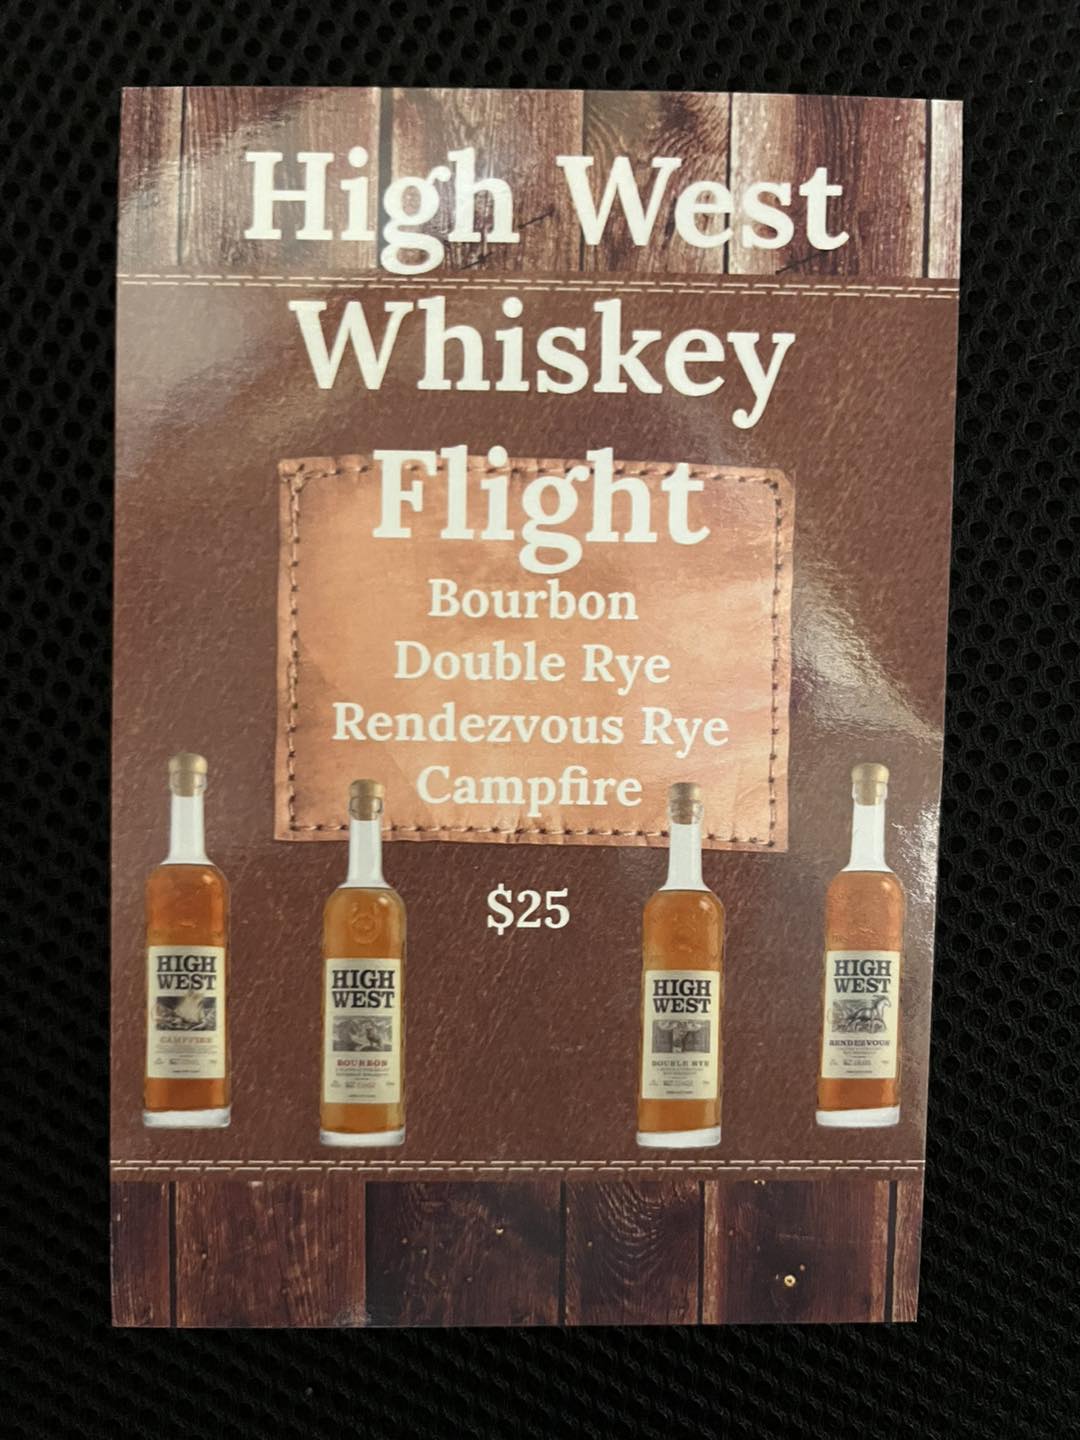 High West
Whiskey
Flight
Bourbon
Double Rye
Rendezvous Rye
Campfire
$25
HIGH
WEST
CAMPFIRE
HIGH
WEST
BOURBON
HIGH
WEST
DOUBLE RYE
HIGH
WEST
RENDEZVOUS